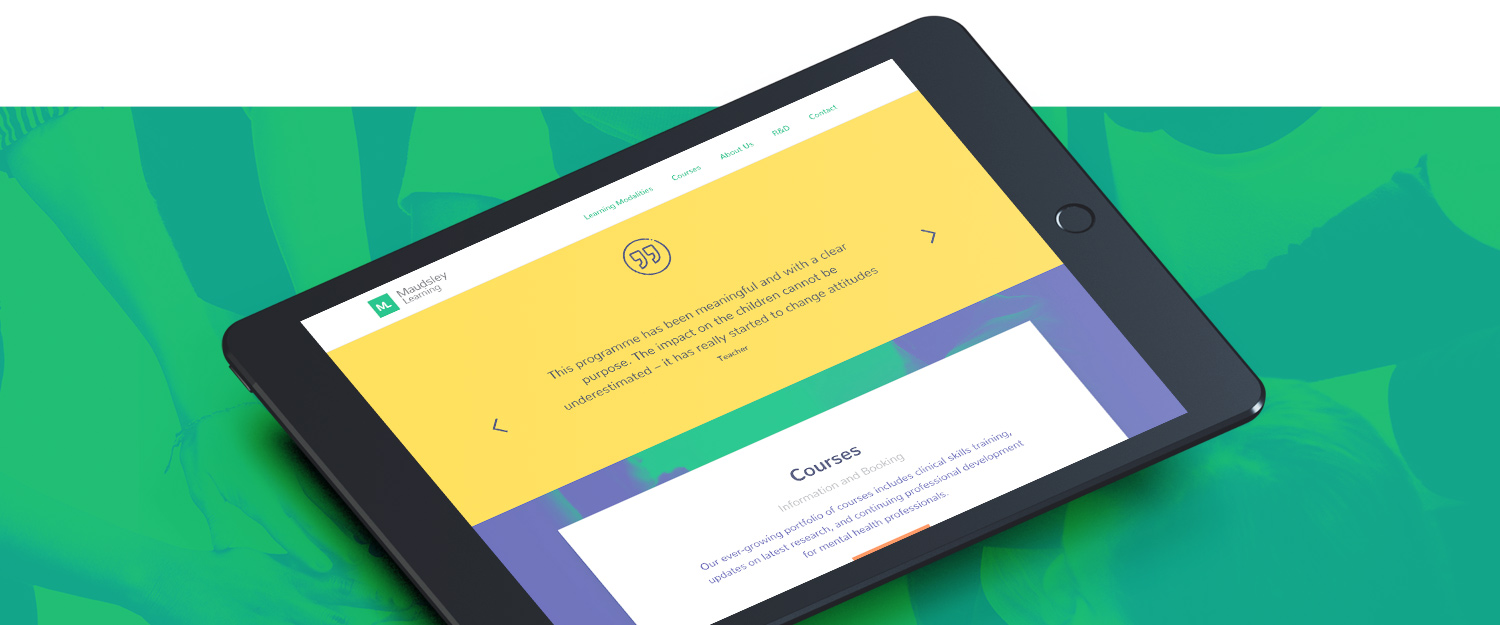 Maudsley
Learning
ML
Learning Modalities
Courses
About Us
R&D
Contact
This programme has been meaningful and with a clear
purpose. The impact on the children cannot be
underestimated – it has really started to change attitudes
Teacher
Courses
Information and Booking
Our ever-growing portfolio of courses includes clinical skills training,
updates on latest research, and continuing professional development
for mental health professionals.